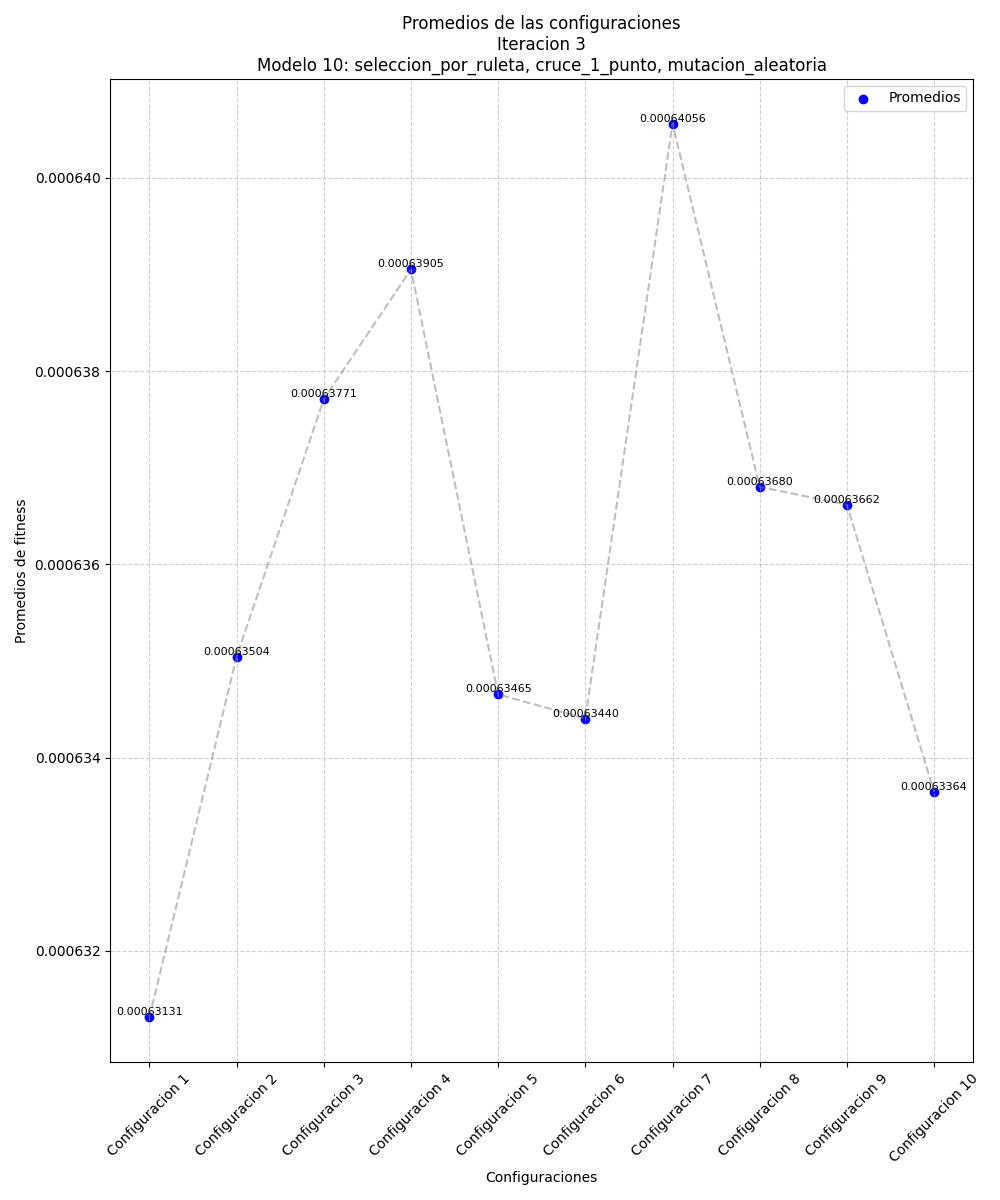 Promedios de las configuraciones
Iteracion 3
Modelo 10: seleccion_por_ruleta, cruce_1_punto, mutacion_aleatoria
Promedios
0.00064056
0.000640
0.00063905
0.000638
0.00063771
0.00063680
0.00063662
0.000636
0.00063504
0.00063465
0.00063440
0.000634
0.00063364
0.000632
0.00063131
Promedios de fitness
Configuracion 1
Configuracion 2
Configuracion 3
Configuracion 4
Configuracion 5
Configuracion 6
Configuracion 7
Configuracion 8
Configuracion 9
Configuracion 10
Configuraciones